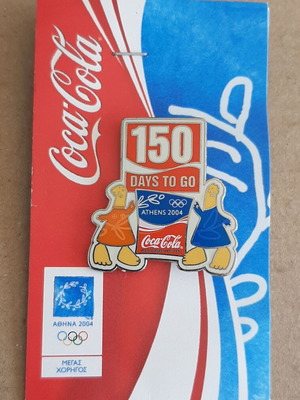 Coca-Cola
150
DAYS TO GO
ATHENS 2004
Coca-Cola
ΑΘΗΝΑ 2004
ΜΕΓΑΣ
ΧΟΡΗΓΟΣ